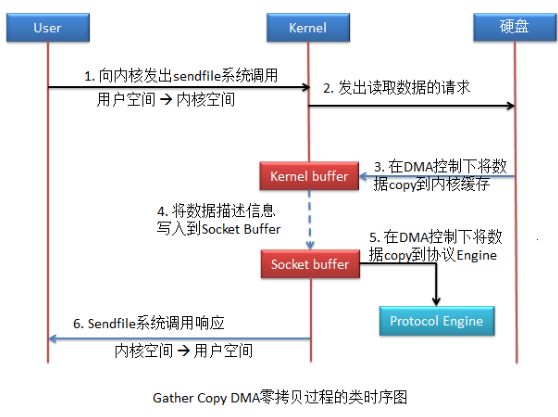 User
Kernel
硬盘
1. 向内核发出sendfile系统调用
用户空间 → 内核空间
2. 发出读取数据的请求
Kernel buffer
3. 在DMA控制下将数
据copy到内核缓存
4. 将数据描述信息
写入到Socket Buffer
5. 在DMA控制下将数
据copy到协议Engine
Socket buffer
Protocol Engine
6. Sendfile系统调用响应
内核空间 → 用户空间
Gather Copy DMA零拷贝过程的类时序图